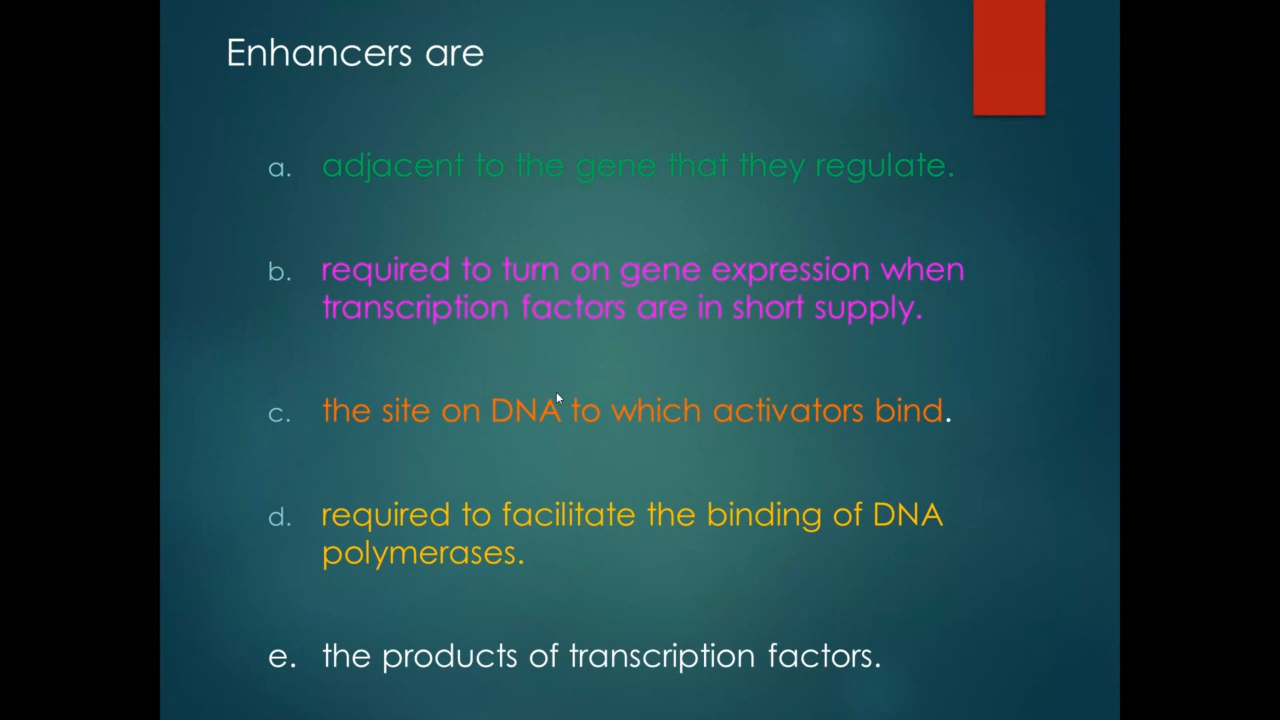 Enhancers are
a. adjacent to the gene that they regulate.
b. required to turn on gene expression when
transcription factors are in short supply.
c. the site on DNA to which activators bind.
d. required to facilitate the binding of DNA
polymerases.
e. the products of transcription factors.